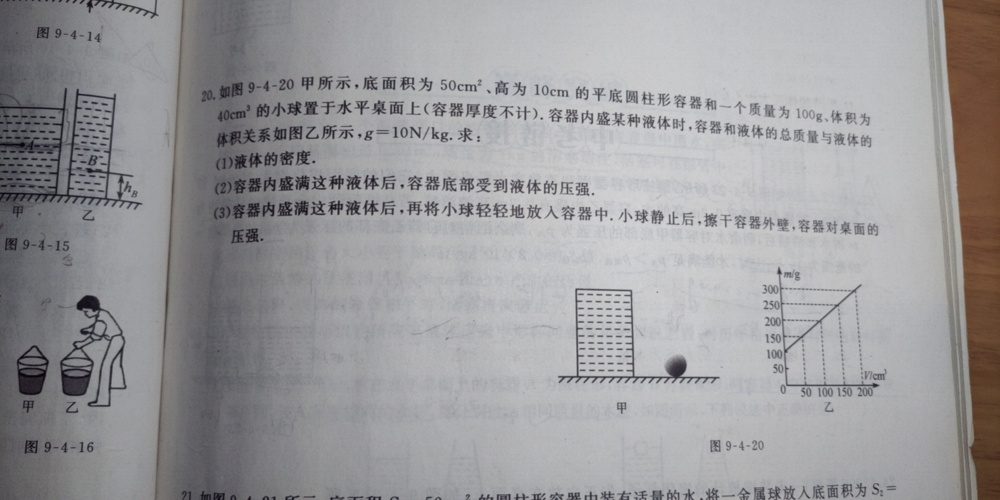 图 9-4-14
A
B
h_B
甲
乙
图 9-4-15
甲
乙
图 9-4-16
20. 如图 9-4-20 甲所示,底面积为 50cm²、高为 10cm 的平底圆柱形容器和一个质量为 100g、体积为
40cm³ 的小球置于水平桌面上(容器厚度不计). 容器内盛某种液体时,容器和液体的总质量与液体的
体积关系如图乙所示,g=10N/kg. 求:
(1)液体的密度.
(2)容器内盛满这种液体后,容器底部受到液体的压强.
(3)容器内盛满这种液体后,再将小球轻轻地放入容器中. 小球静止后,擦干容器外壁,容器对桌面的
压强.
甲
m/g
300
250
200
150
100
50
0
50 100 150 200
V/cm³
乙
图 9-4-20
21. 如图 9-4-21 所示
的圆柱形容器中装有适量的水,将一金属球放入底面积为 S₂=